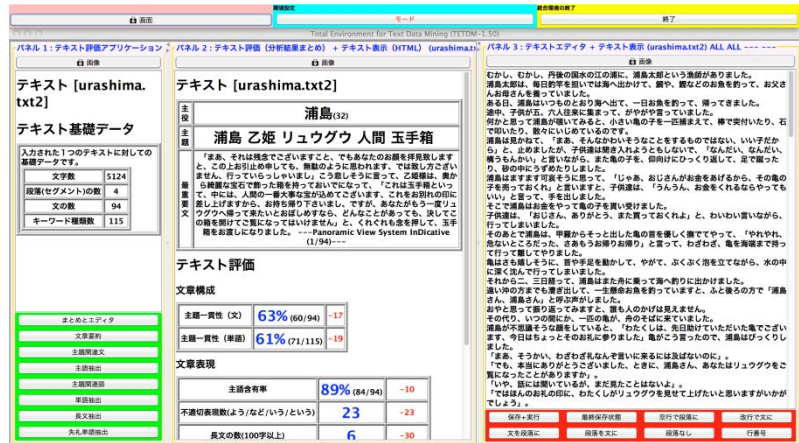 環境設定
統合環境の終了
画面
モード
終了
Total Environment for Text Data Mining (TETDM-1.50)
パネル 1：テキスト評価アプリケーション
画像
テキスト [urashima.
txt2]
テキスト基礎データ
入力された１つのテキストに対しての
基礎データです。
文字数 5124
段落(セグメント)の数 4
文の数 94
キーワード種類数 115
まとめとエディタ
文章要約
主題関連文
主語抽出
主題関連語
単語抽出
長文抽出
失礼単語抽出
パネル 2：テキスト評価（分析結果まとめ） + テキスト表示（HTML） (urashima.t
画像
テキスト [urashima.txt2]
主役 浦島(32)
主題 浦島 乙姫 リュウグウ 人間 玉手箱
最重要文
「まあ、それは残念でございますこと、でもあなたのお顔を拝見致します
と、この上お引止め申しても、無駄のように思われます、では致し方ござい
ません、行っていらっしゃいまし」こう悲しそうに言って、乙姫様は、奥か
ら綺麗な宝石で飾った箱を持っておいでになって、「これは玉手箱といっ
て、中には、人間の一番大事な宝が込めてございます、これをお別れの印に
差し上げますから、お持ち帰り下さいまし、ですが、あなたがもう一度リュ
ウグウへ帰って来たいとおぼしめすなら、どんなことがあっても、決してこ
の箱を開けてご覧になってはいけません」と、くれぐれも念を押して、玉手
箱をお渡しになりました。 ---Panoramic View System InDicative
(1/94)---
テキスト評価
文章構成
主題一貫性（文） 63% (60/94) -17
主題一貫性（単語） 61% (71/115) -19
文章表現
主語含有率 89% (84/94) -10
不適切表現数(よう/など/いう/という) 23 -23
長文の数(100字以上) 6 -30
パネル 3：テキストエディタ + テキスト表示 (urashima.txt2) ALL ALL --- ---
画像
むかし、むかし、丹後の国水の江の浦に、浦島太郎という漁師がありました。
浦島太郎は、毎日釣竿を担いでは海へ出かけて、鯛や、鰹などのお魚を釣って、お父さ
んお母さんを養っていました。
ある日、浦島はいつものとおり海へ出て、一日お魚を釣って、帰ってきました。
途中、子供が五、六人往来に集まって、がやがや言っていました。
何かと思って浦島が覗いてみると、小さい亀の子を一匹捕まえて、棒で突付いたり、石
で叩いたり、散々にいじめているのです。
浦島は見かねて、「まあ、そんなかわいそうなことをするものではない、いい子だか
ら」と、止めましたが、子供達は聞き入れようともしないで、「なんだい、なんだい、
構うもんかい」と言いながら、また亀の子を、仰向けにひっくり返して、足で蹴った
り、砂の中にうずめたりしました。
浦島はますます可哀そうに思って、「じゃあ、おじさんがお金をあげるから、その亀の
子を売っておくれ」と言いますと、子供達は、「うんうん、お金をくれるならやっても
いい」と言って、手を出しました。
そこで浦島はお金をやって亀の子を貰い受けました。
子供達は、「おじさん、ありがとう、また買っておくれよ」と、わいわい言いながら、
行ってしまいました。
そのあとで浦島は、甲羅からそっと出した亀の首を優しく撫でてやって、「やれやれ、
危ないところだった、さあもうお帰りお帰り」と言って、わざわざ、亀を海端まで持っ
て行って離してやりました。
亀はさも嬉しそうに、首や手足を動かして、やがて、ぶくぶく泡を立てながら、水の中
に深く沈んで行ってしまいました。
それから二、三日経って、浦島はまた舟に乗って海へ釣りに出かけました。
遠い沖の方までも漕ぎ出して、一生懸命お魚を釣っていますと、ふと後ろの方で「浦島
さん、浦島さん」と呼ぶ声がしました。
おやと思って振り返ってみますと、誰も人のかげは見えません。
その代り、いつの間にか、一匹の亀が、舟のそばに来ていました。
浦島が不思議そうな顔をしていると、「わたくしは、先日助けていただいた亀でござい
ます、今日はちょっとそのお礼に参りました」亀がこう言ったので、浦島はびっくりし
ました。
「まあ、そうかい、わざわざ礼なんぞ言いに来るには及ばないのに」。
「でも、本当にありがとうございました、ときに、浦島さん、あなたはリュウグウをご
覧になったことがありますか」。
「いや、話には聞いているが、まだ見たことはないよ」。
「ではほんのお礼の印に、わたくしがリュウグウを見せて上げたいと思いますがいかが
でしょう」。
保存+実行
最終保存状態
空行で段落に
改行で文に
文を段落に
段落を文に
段落なし
行番号